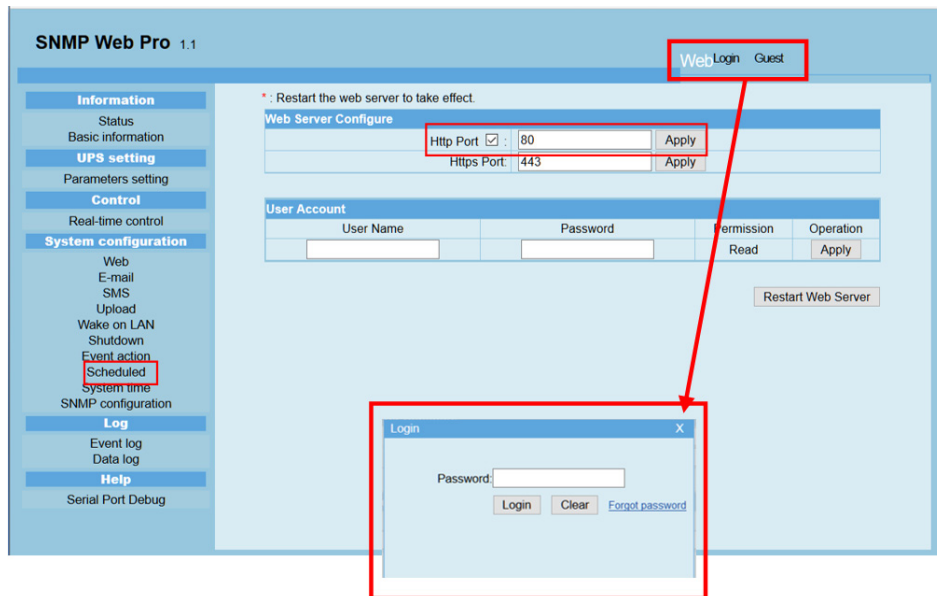 SNMP Web Pro 1.1
Web Login Guest
Information
Status
Basic information
UPS setting
Parameters setting
Control
Real-time control
System configuration
Web
E-mail
SMS
Upload
Wake on LAN
Shutdown
Event action
Scheduled
System time
SNMP configuration
Log
Event log
Data log
Help
Serial Port Debug
* : Restart the web server to take effect.
Web Server Configure
Http Port : 80 Apply
Https Port: 443 Apply
User Account
User Name Password Permission Operation
Read Apply
Restart Web Server
Login X
Password:
Login Clear Forgot password